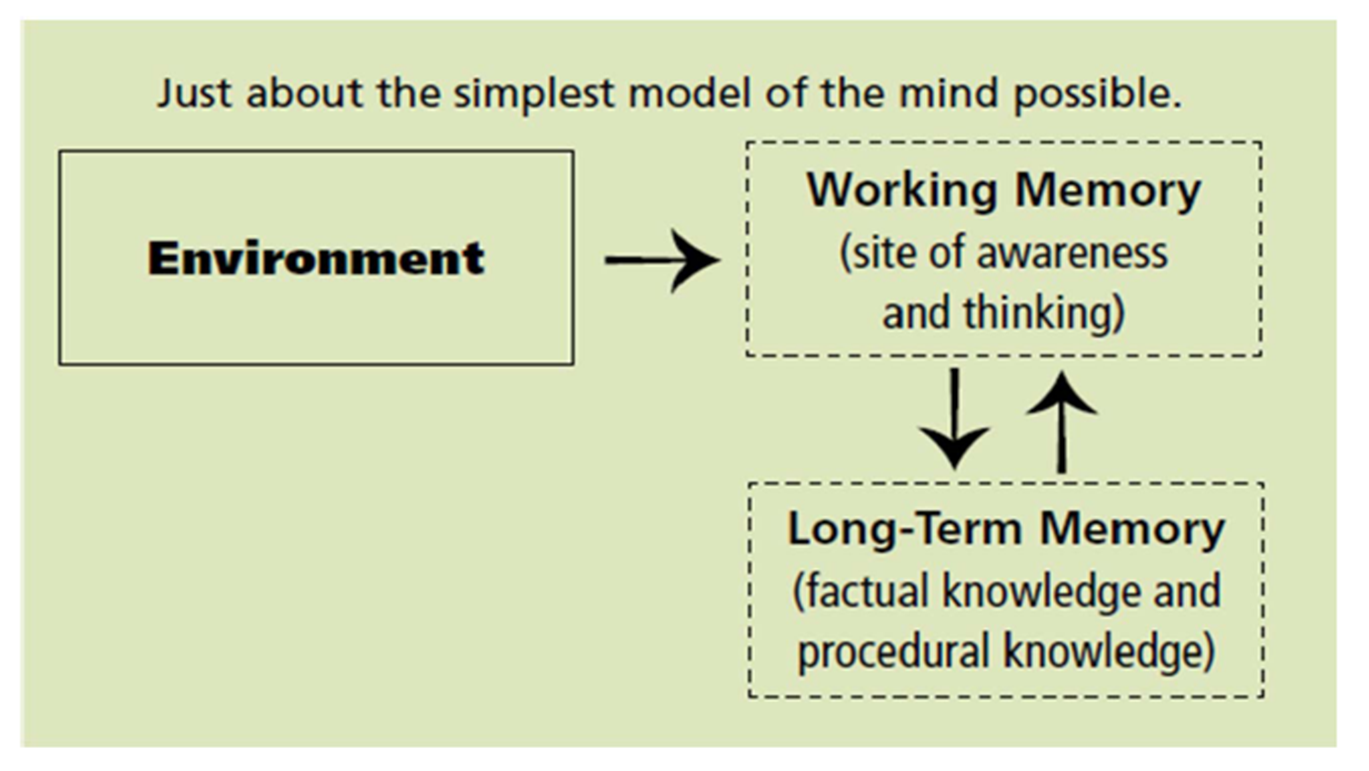 Just about the simplest model of the mind possible.
Environment
Working Memory
(site of awareness
and thinking)
Long-Term Memory
(factual knowledge and
procedural knowledge)